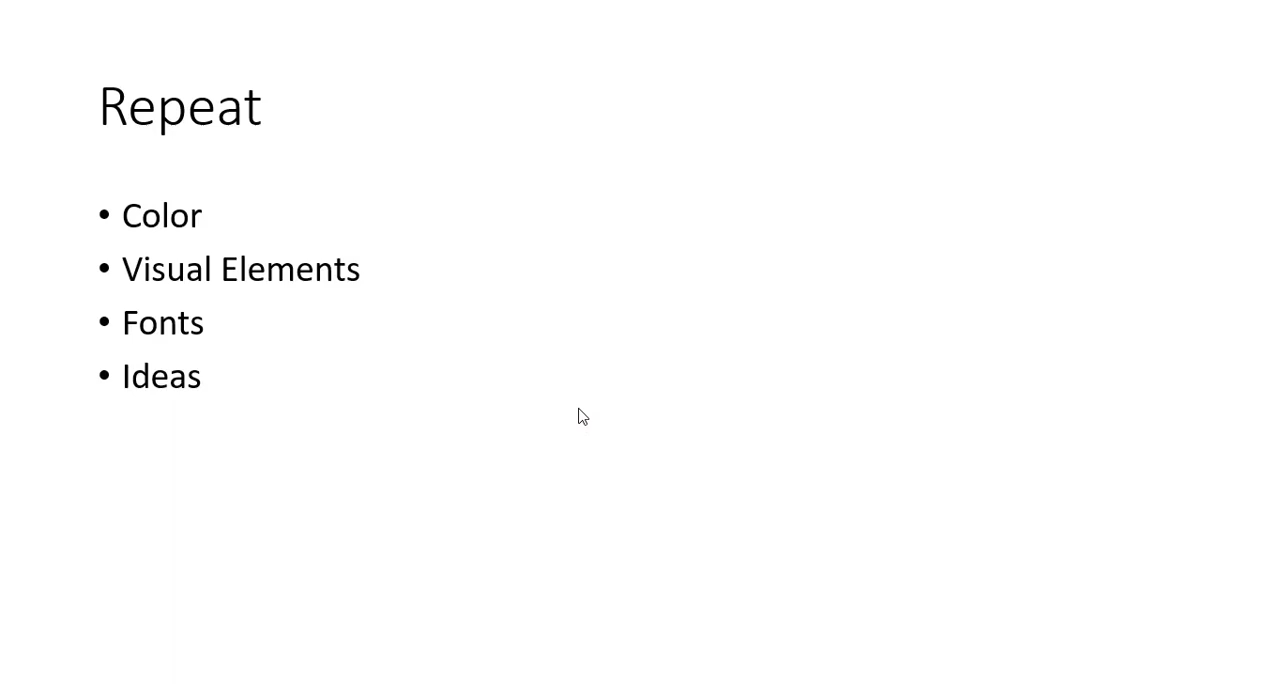 Repeat
• Color
• Visual Elements
• Fonts
• Ideas